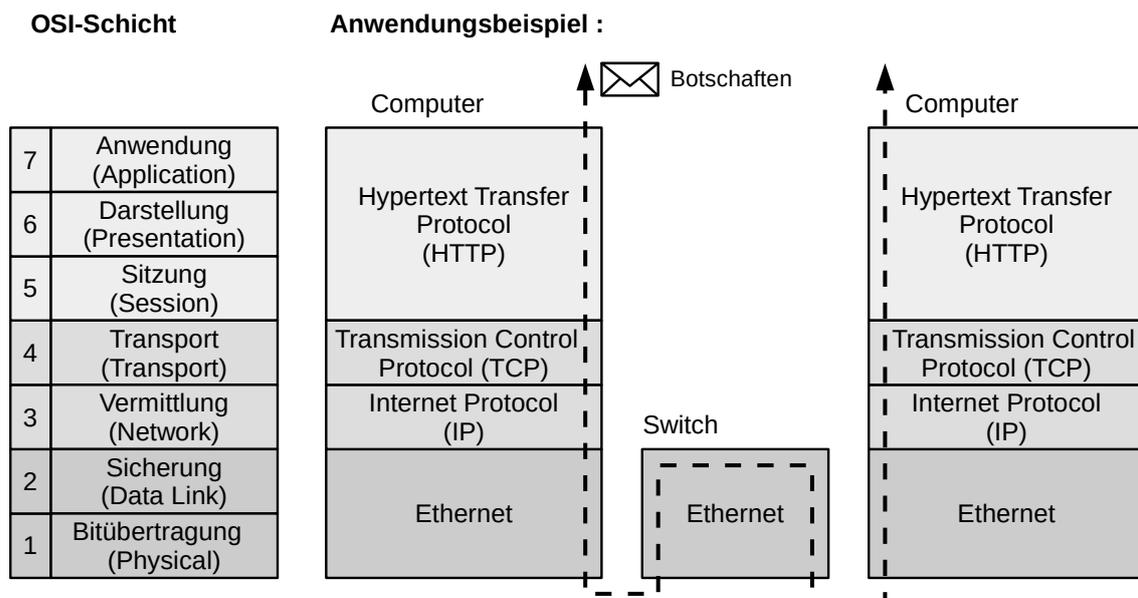 OSI-Schicht
Anwendungsbeispiel :
Botschaften
Computer
Computer
7
Anwendung
(Application)
6
Darstellung
(Presentation)
5
Sitzung
(Session)
4
Transport
(Transport)
3
Vermittlung
(Network)
2
Sicherung
(Data Link)
1
Bitübertragung
(Physical)
Hypertext Transfer
Protocol
(HTTP)
Transmission Control
Protocol (TCP)
Internet Protocol
(IP)
Ethernet
Switch
Ethernet
Hypertext Transfer
Protocol
(HTTP)
Transmission Control
Protocol (TCP)
Internet Protocol
(IP)
Ethernet